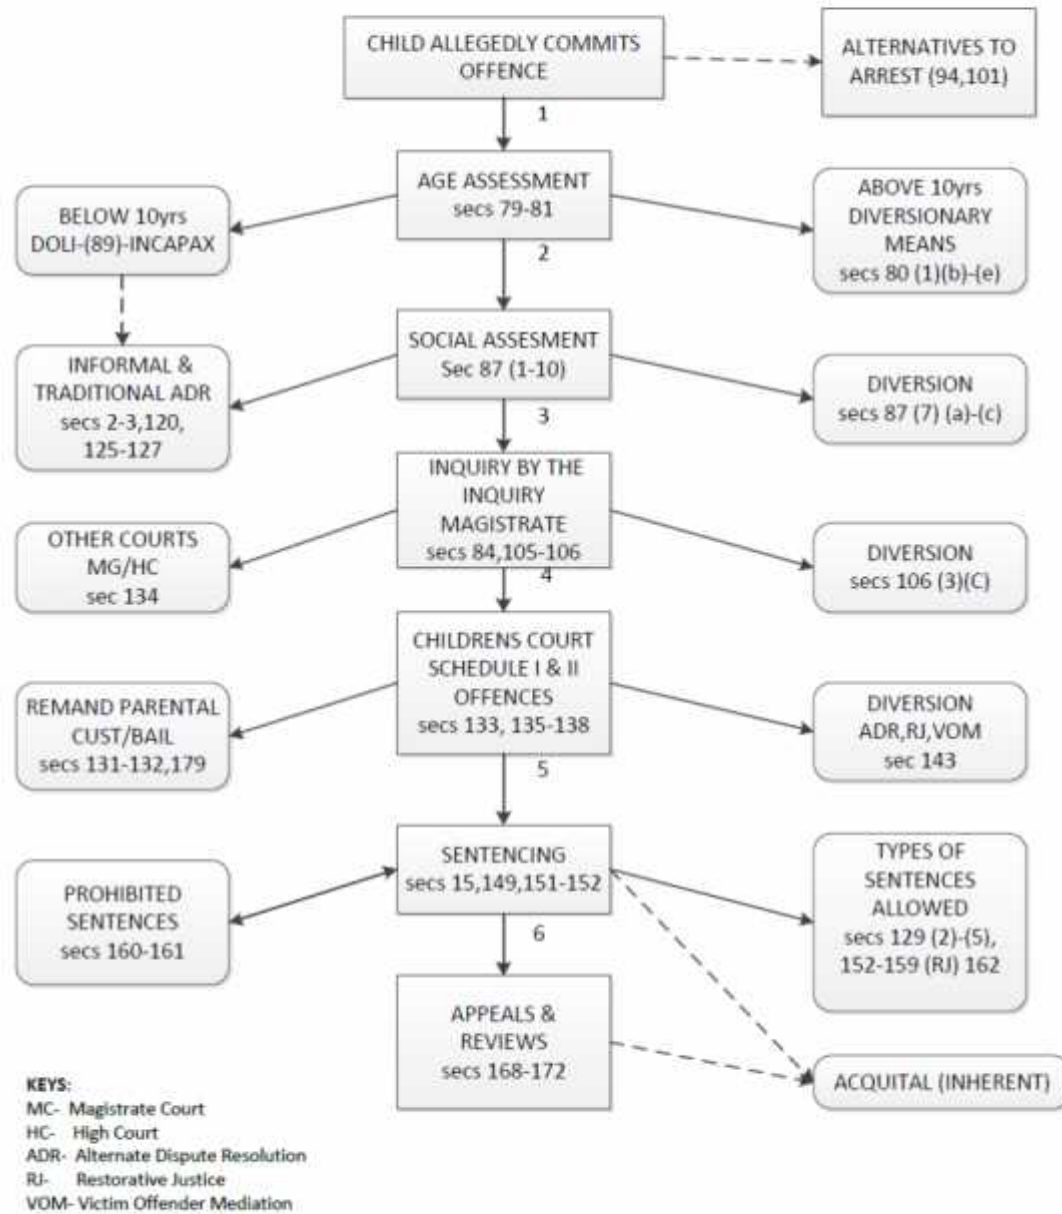 CHILD ALLEGEDLY COMMITS
OFFENCE
ALTERNATIVES TO
ARREST (94,101)
1
AGE ASSESSMENT
secs 79-81
BELOW 10yrs
DOLI-(89)-INCAPAX
ABOVE 10yrs
DIVERSIONARY
MEANS
secs 80 (1)(b)-(e)
2
SOCIAL ASSESMENT
Sec 87 (1-10)
INFORMAL &
TRADITIONAL ADR
secs 2-3,120,
125-127
DIVERSION
secs 87 (7) (a)-(c)
3
INQUIRY BY THE
INQUIRY
MAGISTRATE
secs 84,105-106
OTHER COURTS
MG/HC
sec 134
DIVERSION
secs 106 (3)(C)
4
CHILDRENS COURT
SCHEDULE I & II
OFFENCES
secs 133, 135-138
REMAND PARENTAL
CUST/BAIL
secs 131-132,179
DIVERSION
ADR,RJ,VOM
sec 143
5
SENTENCING
secs 15,149,151-152
PROHIBITED
SENTENCES
secs 160-161
TYPES OF
SENTENCES
ALLOWED
secs 129 (2)-(5),
152-159 (RJ) 162
6
APPEALS &
REVIEWS
secs 168-172
ACQUITAL (INHERENT)
KEYS:
MC- Magistrate Court
HC- High Court
ADR- Alternate Dispute Resolution
RJ- Restorative Justice
VOM- Victim Offender Mediation